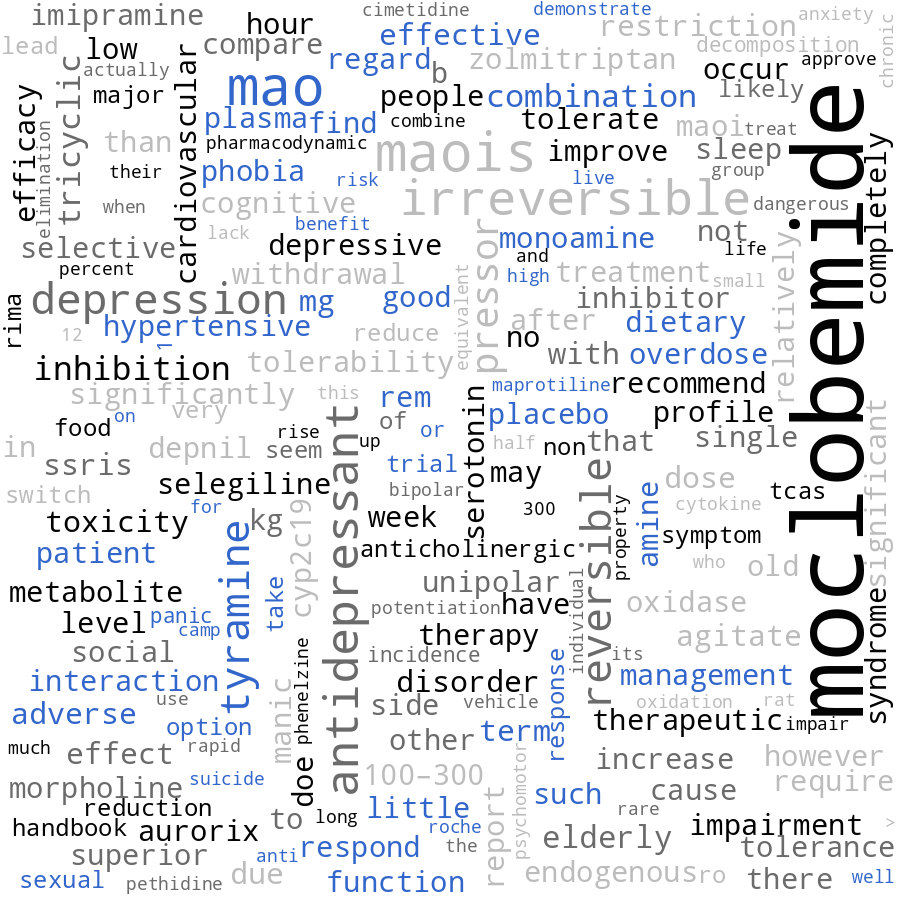 imipramine
hour
cimetidine
demonstrate
anxiety
lead
low
compare
effective
restriction
chronic
actually
regard
zolmitriptan
decomposition
approve
major
cardiovascular
mao
b
people
combination
occur
likely
efficacy
tricyclic
than
plasma
find
combine
tolerate
maoi
treat
moclobemide
elimination
their
pharmacodynamic
maois
improve
sleep
completely
phobia
risk
live
group
when
cognitive
irreversible
dangerous
selective
lack
benefit
depressive
pressor
monoamine
not
life
percent
withdrawal
and
high
treatment
small
relatively
rima
depression
mg
good
equivalent
inhibitor
12
hypertensive
1
reduce
after
no
dietary
inhibition
tolerability
with
overdose
significantly
this
rem
maprotiline
recommend
on
very
antidepressant
of
or
serotonin
placebo
profile
significant
food
rise
up
half
non
that
single
in
depnil
seem
trial
may
reversible
ssris
selegiline
bipolar
dose
tcas
switch
for
cyp2c19
300
property
amine
cytokine
toxicity
tyramine
kg
week
symptom
patient
anticholinergic
who
old
metabolite
take
unipolar
individual
syndrome
level
panic
camp
potentiation
have
oxidase
social
phenelzine
therapy
agitate
incidence
response
its
interaction
manic
disorder
management
adverse
use
side
vehicle
oxidation
rat
option
term
therapeutic
impair
much
effect
rapid
doe
other
psychomotor
increase
however
morpholine
suicide
100–300
report
such
cause
require
reduction
long
little
rare
handbook
aurorix
to
roche
elderly
impairment
>
superior
anti
respond
the
tolerance
sexual
pethidine
due
function
endogenous
ro
there
well